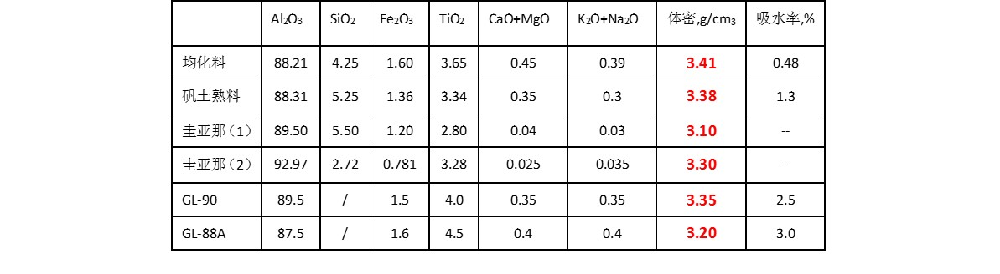 Al₂O₃ SiO₂ Fe₂O₃ TiO₂ CaO+MgO K₂O+Na₂O 体密,g/cm₃ 吸水率,%
均化料 88.21 4.25 1.60 3.65 0.45 0.39 3.41 0.48
矾土熟料 88.31 5.25 1.36 3.34 0.35 0.3 3.38 1.3
圭亚那（1） 89.50 5.50 1.20 2.80 0.04 0.03 3.10 --
圭亚那（2） 92.97 2.72 0.781 3.28 0.025 0.035 3.30 --
GL-90 89.5 / 1.5 4.0 0.35 0.35 3.35 2.5
GL-88A 87.5 / 1.6 4.5 0.4 0.4 3.20 3.0